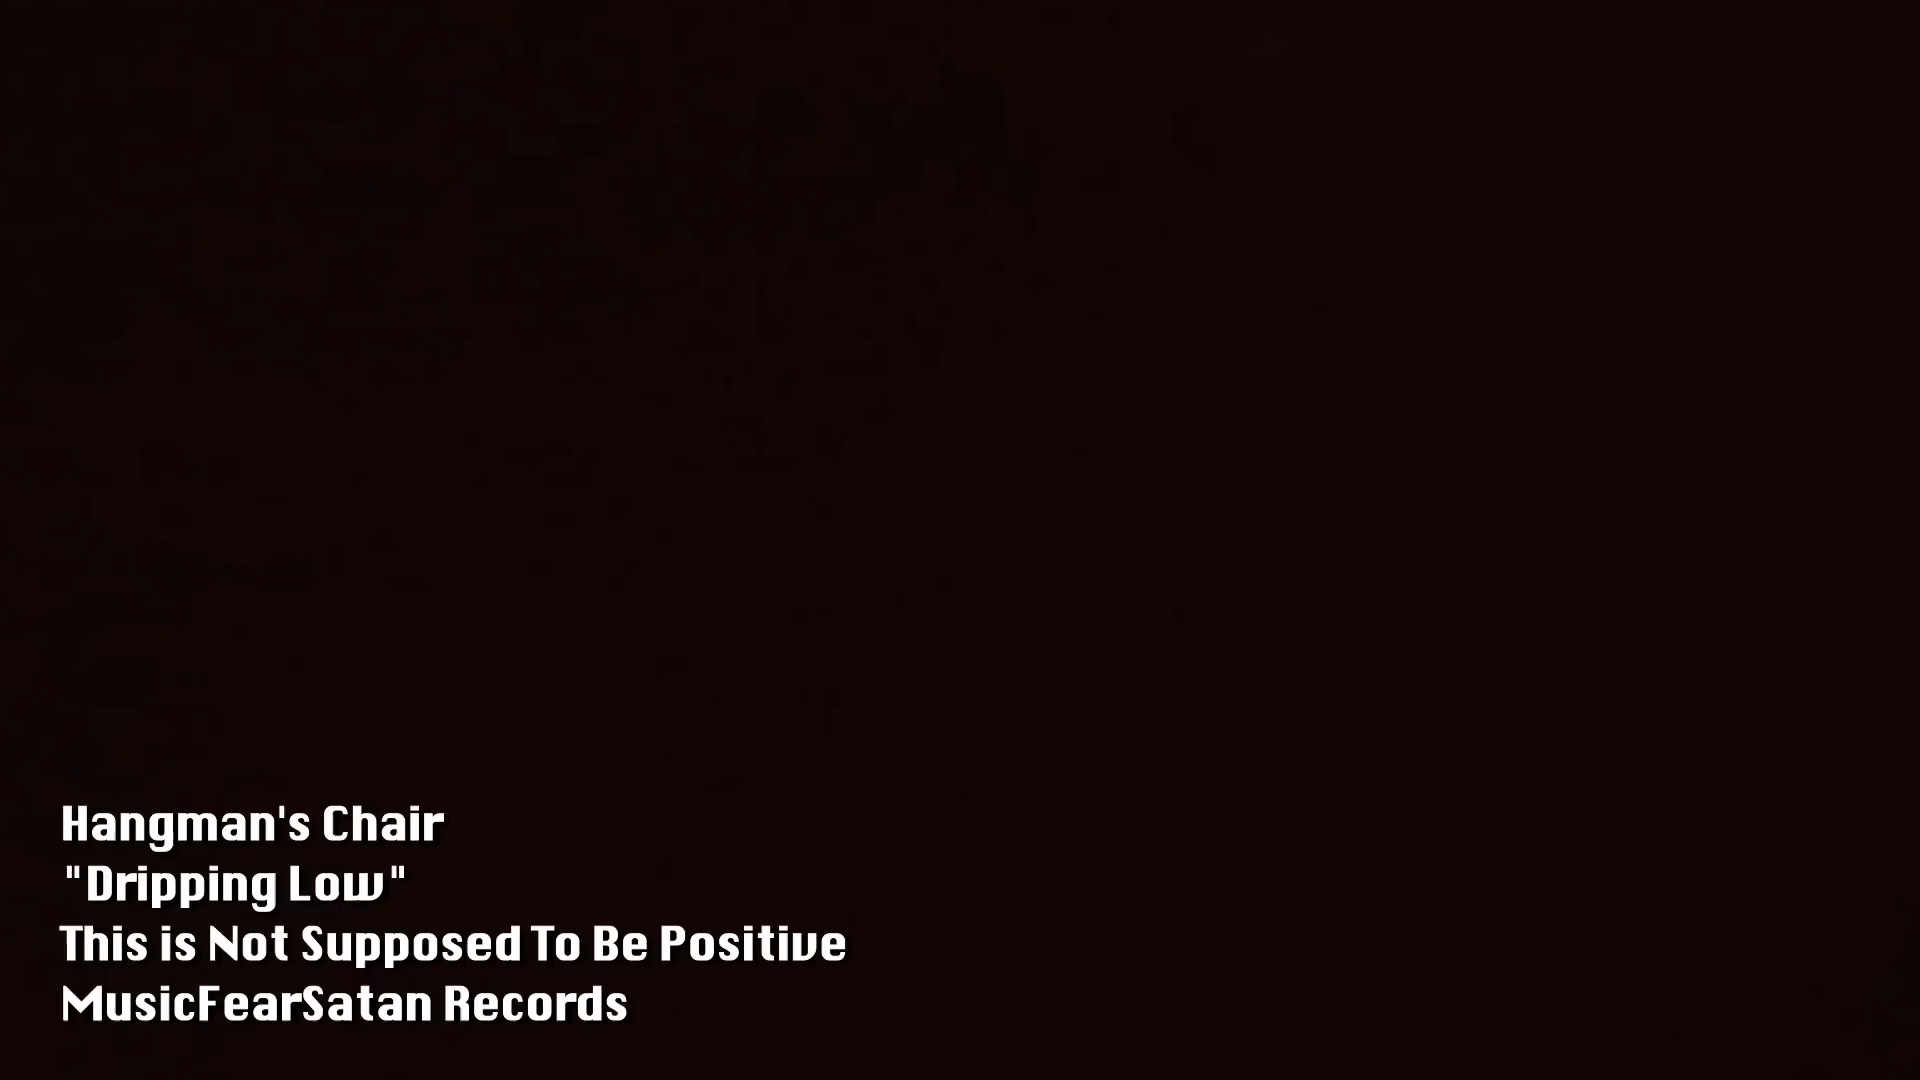 Hangman's Chair
"Dripping Low"
This is Not Supposed To Be Positive
MusicFearSatan Records